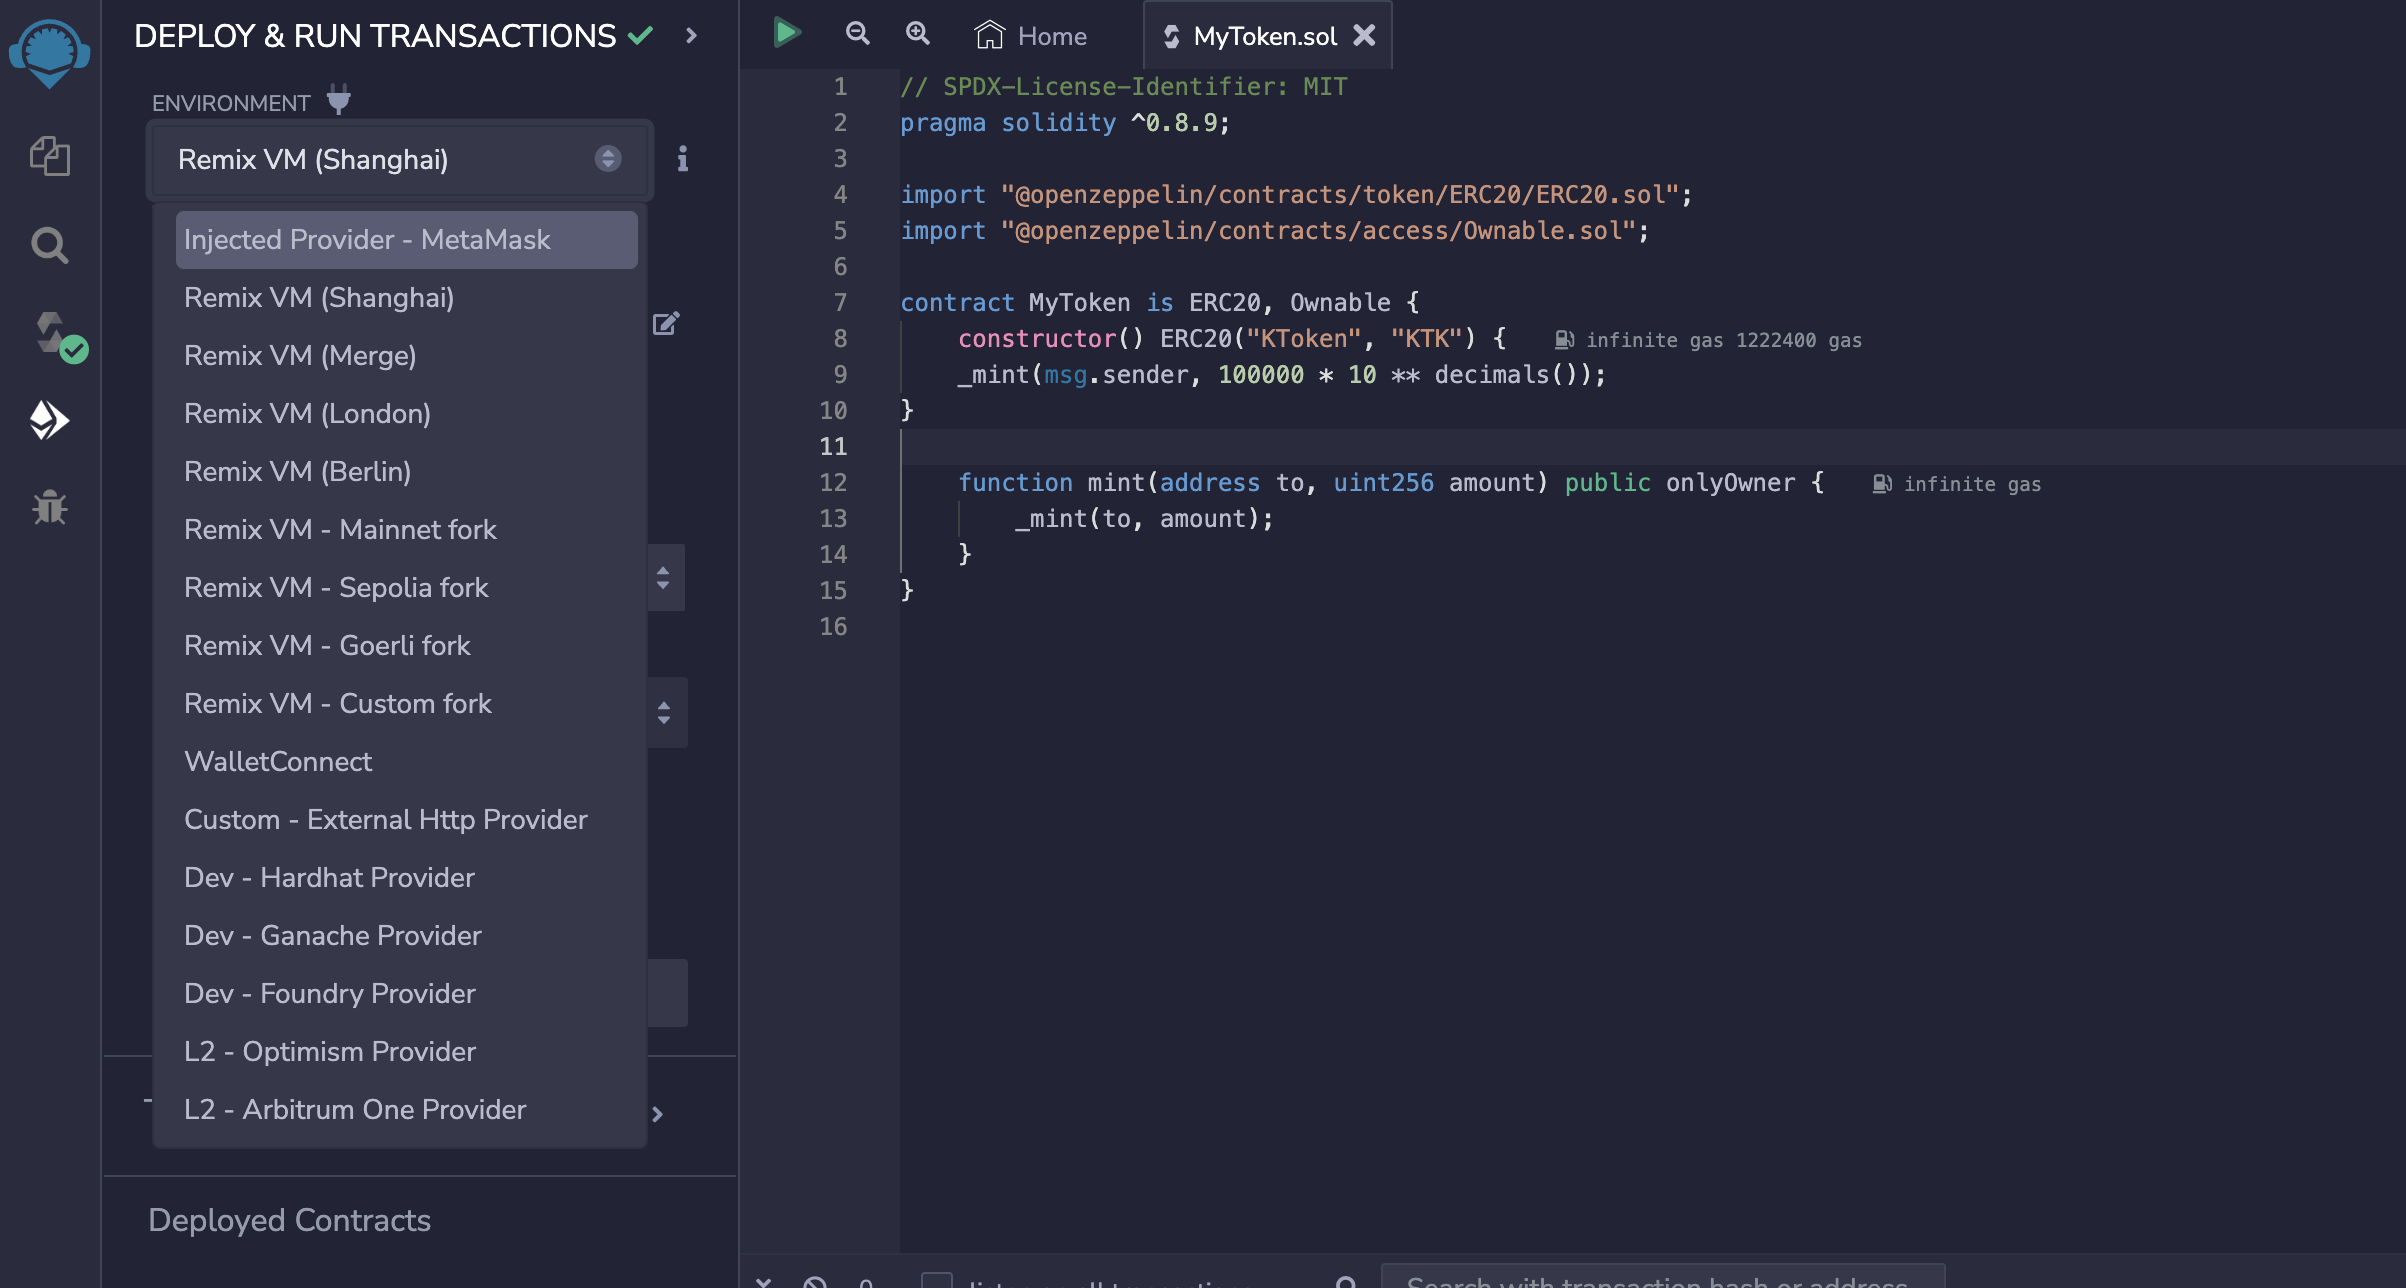 DEPLOY & RUN TRANSACTIONS
ENVIRONMENT
Remix VM (Shanghai)
Injected Provider - MetaMask
Remix VM (Shanghai)
Remix VM (Merge)
Remix VM (London)
Remix VM (Berlin)
Remix VM - Mainnet fork
Remix VM - Sepolia fork
Remix VM - Goerli fork
Remix VM - Custom fork
WalletConnect
Custom - External Http Provider
Dev - Hardhat Provider
Dev - Ganache Provider
Dev - Foundry Provider
L2 - Optimism Provider
L2 - Arbitrum One Provider
Deployed Contracts
Home
MyToken.sol
1 // SPDX-License-Identifier: MIT
2 pragma solidity ^0.8.9;
3
4 import "@openzeppelin/contracts/token/ERC20/ERC20.sol";
5 import "@openzeppelin/contracts/access/Ownable.sol";
6
7 contract MyToken is ERC20, Ownable {
8 constructor() ERC20("KToken", "KTK") { infinite gas 1222400 gas
9 _mint(msg.sender, 100000 * 10 ** decimals());
10 }
11
12 function mint(address to, uint256 amount) public onlyOwner { infinite gas
13 _mint(to, amount);
14 }
15 }
16
0 listen on all transactions Search with transaction hash or address